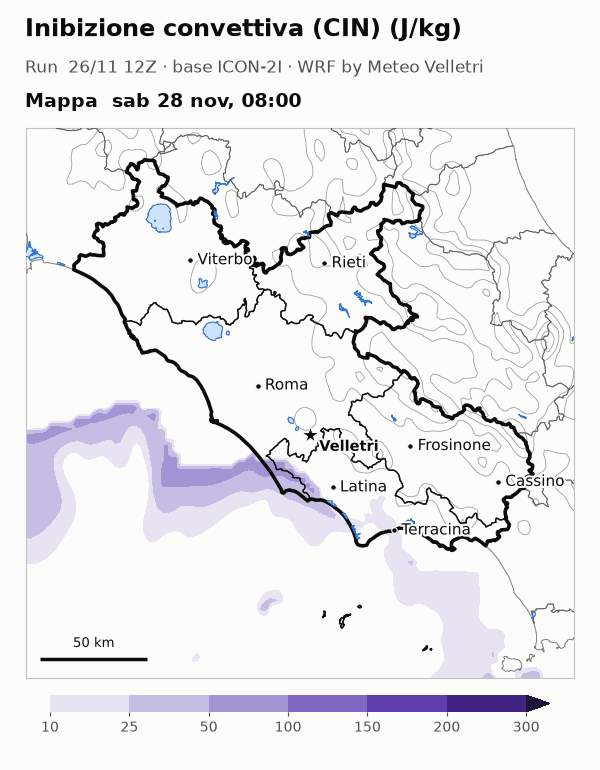 Inibizione convettiva (CIN) (J/kg)
Run  26/11 12Z · base ICON-2I · WRF by Meteo Velletri
Mappa  sab 28 nov, 08:00
Viterbo
Rieti
Roma
Velletri
Frosinone
Cassino
Latina
Terracina
50 km
10 25 50 100 150 200 300